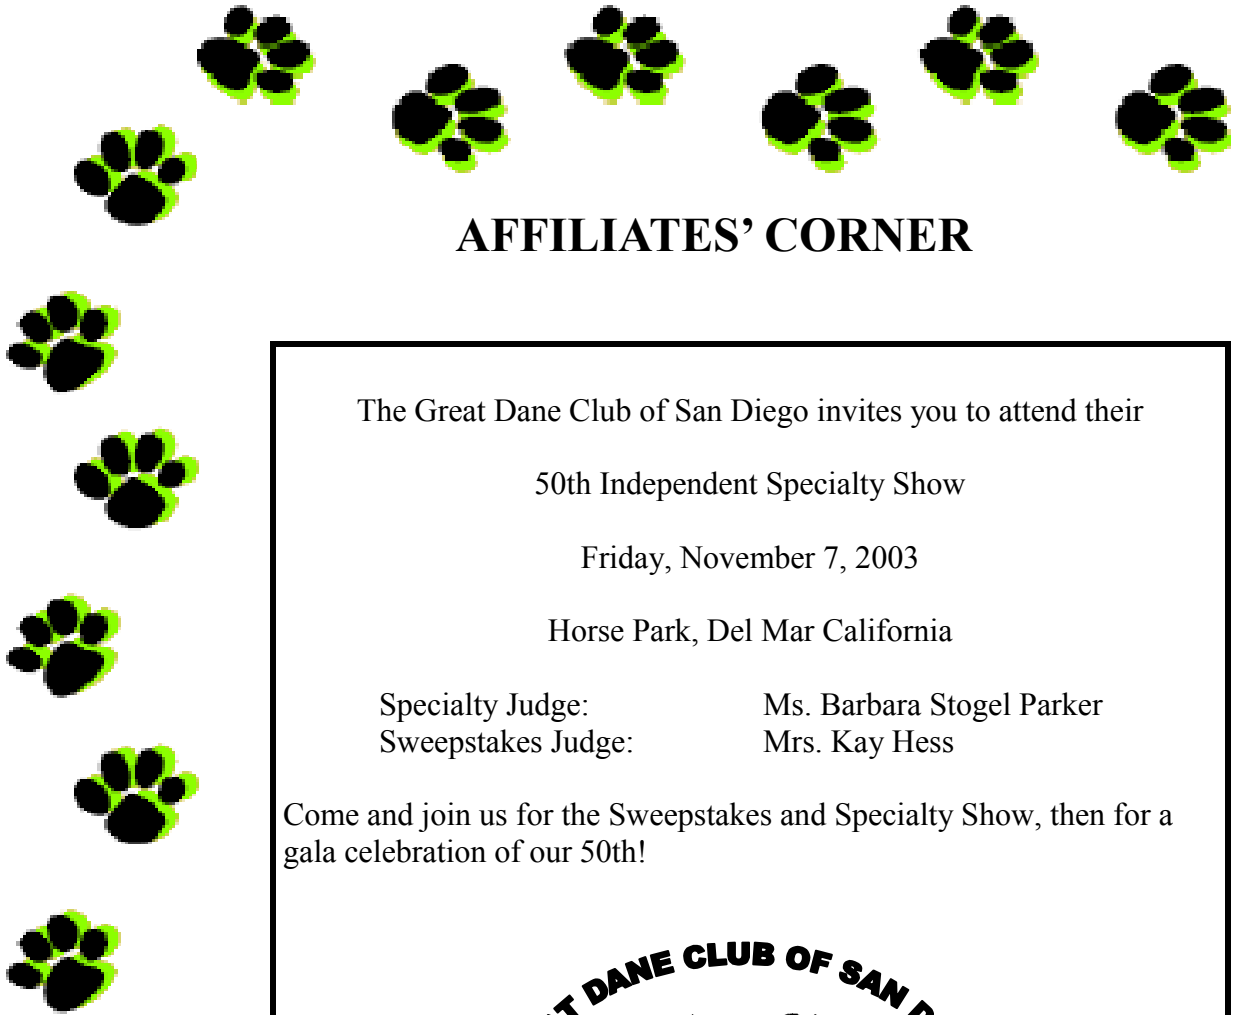 AFFILIATES’ CORNER
The Great Dane Club of San Diego invites you to attend their
50th Independent Specialty Show
Friday, November 7, 2003
Horse Park, Del Mar California
Specialty Judge: Ms. Barbara Stogel Parker
Sweepstakes Judge: Mrs. Kay Hess
Come and join us for the Sweepstakes and Specialty Show, then for a
gala celebration of our 50th!
DANE CLUB OF SAN